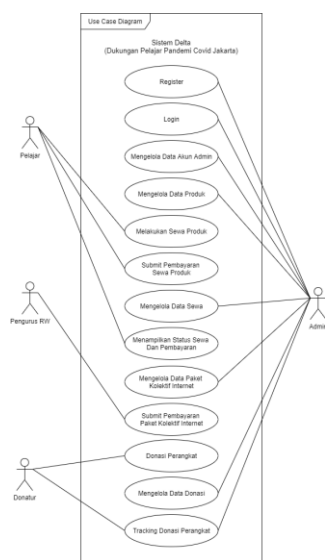 Use Case Diagram
Sistem Delta
(Dukungan Pelajar Pandemi Covid Jakarta)
Register
Login
Mengelola Data Akun Admin
Mengelola Data Produk
Melakukan Sewa Produk
Submit Pembayaran
Sewa Produk
Mengelola Data Sewa
Menampilkan Status Sewa
Dan Pembayaran
Mengelola Data Paket
Kolektif Internet
Submit Pembayaran
Paket Kolektif Internet
Donasi Perangkat
Mengelola Data Donasi
Tracking Donasi Perangkat
Pelajar
Pengurus RW
Donatur
Admin